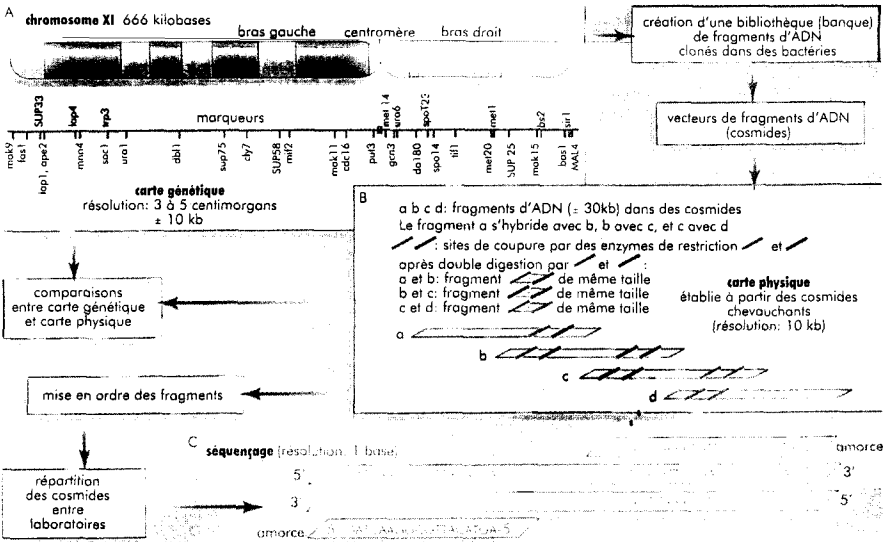 A
chromosome XI 666 kilobases
bras gauche
centromère
bras droit
création d'une bibliothèque (banque)
de fragments d'ADN
clonés dans des bactéries
vecteurs de fragments d'ADN
(cosmides)
SUP33
trp3
met 14
ura6
spoT23
met1
bs2
sir1
marqueurs
mak9
fas1
ape2
mnn4
sac1
ura1
dbl1
sup75
cly7
SUP58
mif2
mak11
cdc16
put3
gcn3
da180
spo14
tif1
met20
SUP 25
mak15
bas1
MAL4
carte génétique
résolution: 3 à 5 centimorgans
± 10 kb
B
a b c d: fragments d'ADN (± 30kb) dans des cosmides
Le fragment a s'hybride avec b, b avec c, et c avec d
: sites de coupure par des enzymes de restriction et
après double digestion par et :
a et b: fragment de même taille
b et c: fragment de même taille
c et d: fragment de même taille
carte physique
établie à partir des cosmides
chevauchants
(résolution: 10 kb)
a
b
c
d
comparaisons
entre carte génétique
et carte physique
mise en ordre des fragments
répartition
des cosmides
entre
laboratoires
C
séquençage (résolution: 1 base)
amorce
5'
3'
3'
5'
amorce